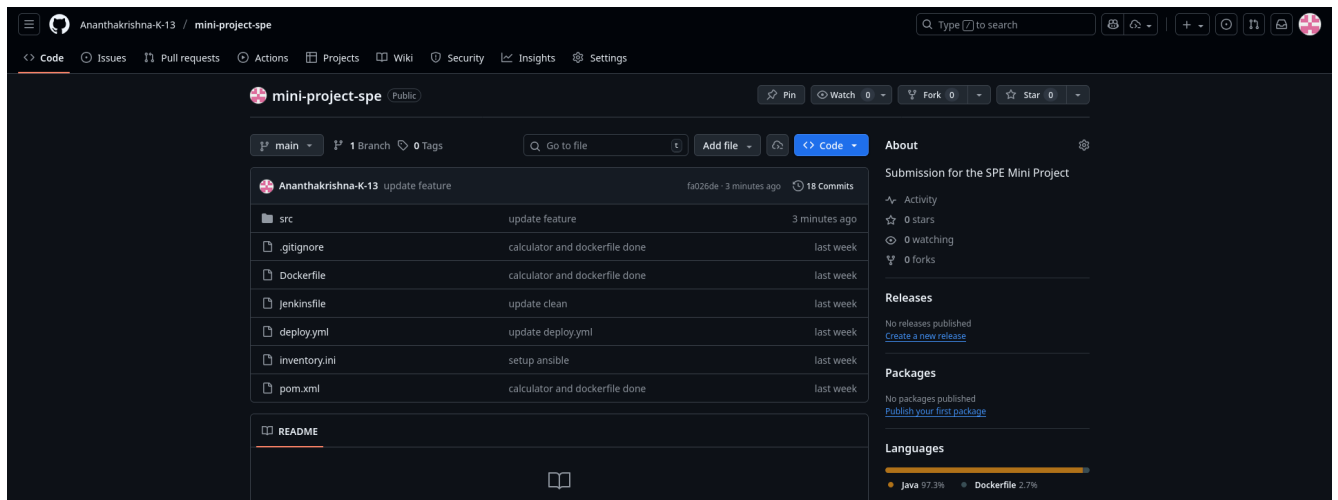 Ananthakrishna-K-13 / mini-project-spe
Type / to search
Code Issues Pull requests Actions Projects Wiki Security Insights Settings
mini-project-spe Public
Pin Watch 0 Fork 0 Star 0
main 1 Branch 0 Tags
Go to file t Add file Code
Ananthakrishna-K-13 update feature fa026de · 3 minutes ago 18 Commits
src update feature 3 minutes ago
.gitignore calculator and dockerfile done last week
Dockerfile calculator and dockerfile done last week
Jenkinsfile update clean last week
deploy.yml update deploy.yml last week
inventory.ini setup ansible last week
pom.xml calculator and dockerfile done last week
README
About
Submission for the SPE Mini Project
Activity
0 stars
0 watching
0 forks
Releases
No releases published
Create a new release
Packages
No packages published
Publish your first package
Languages
Java 97.3% Dockerfile 2.7%